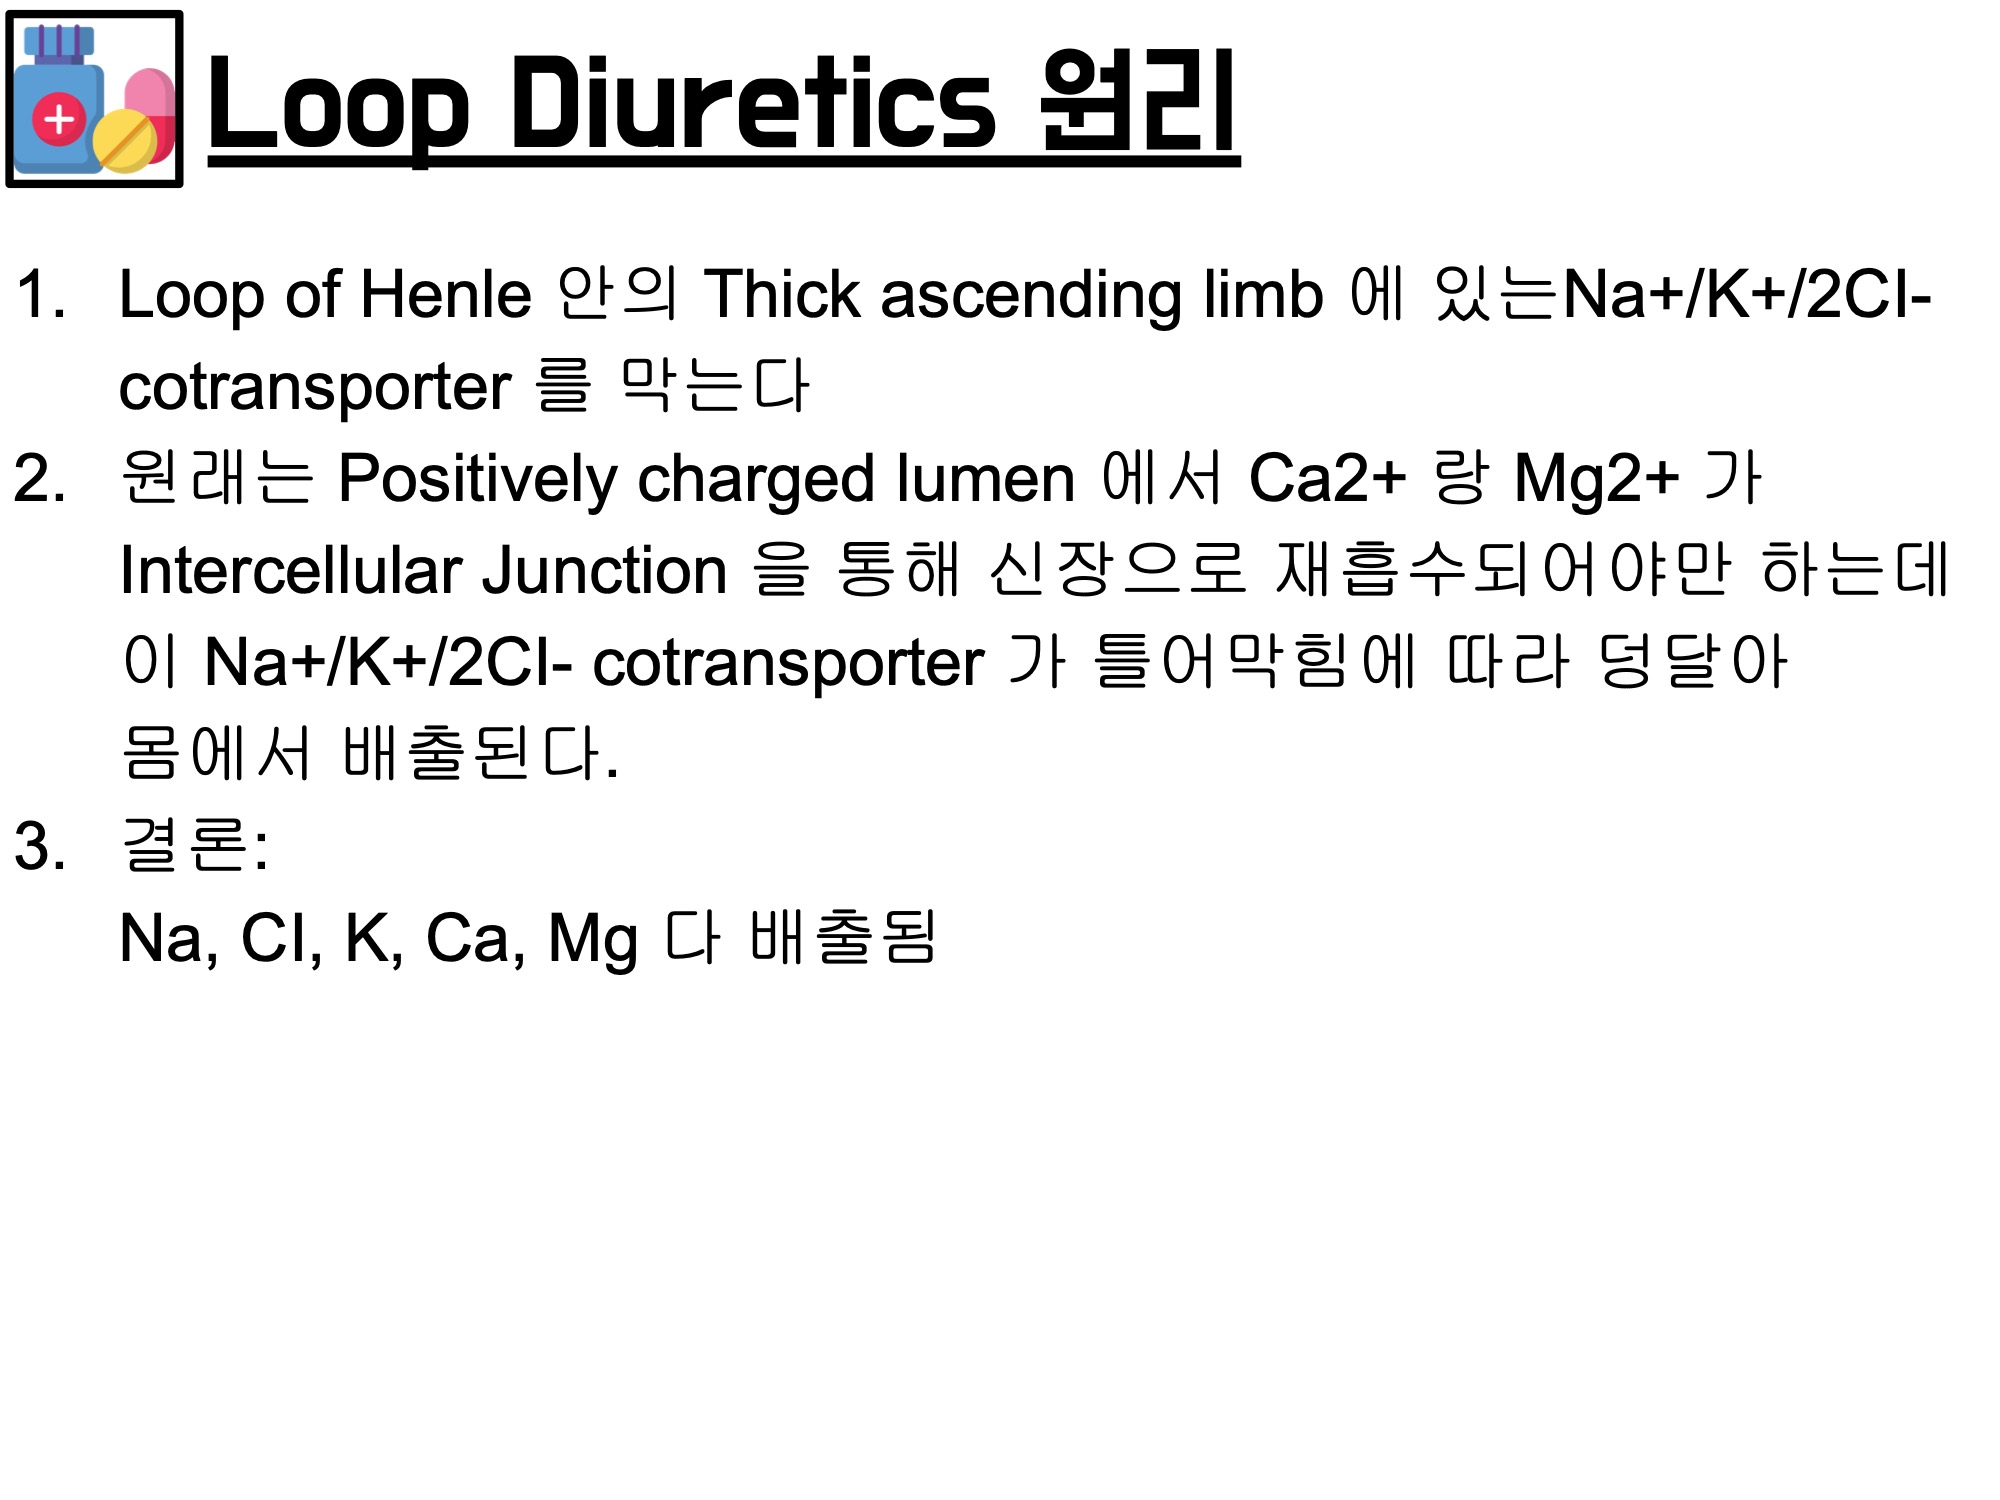 Loop Diuretics 원리
1. Loop of Henle 안의 Thick ascending limb 에 있는Na+/K+/2CI-
cotransporter 를 막는다
2. 원래는 Positively charged lumen 에서 Ca2+ 랑 Mg2+ 가
Intercellular Junction 을 통해 신장으로 재흡수되어야만 하는데
이 Na+/K+/2CI- cotransporter 가 틀어막힘에 따라 덩달아
몸에서 배출된다.
3. 결론:
Na, CI, K, Ca, Mg 다 배출됨